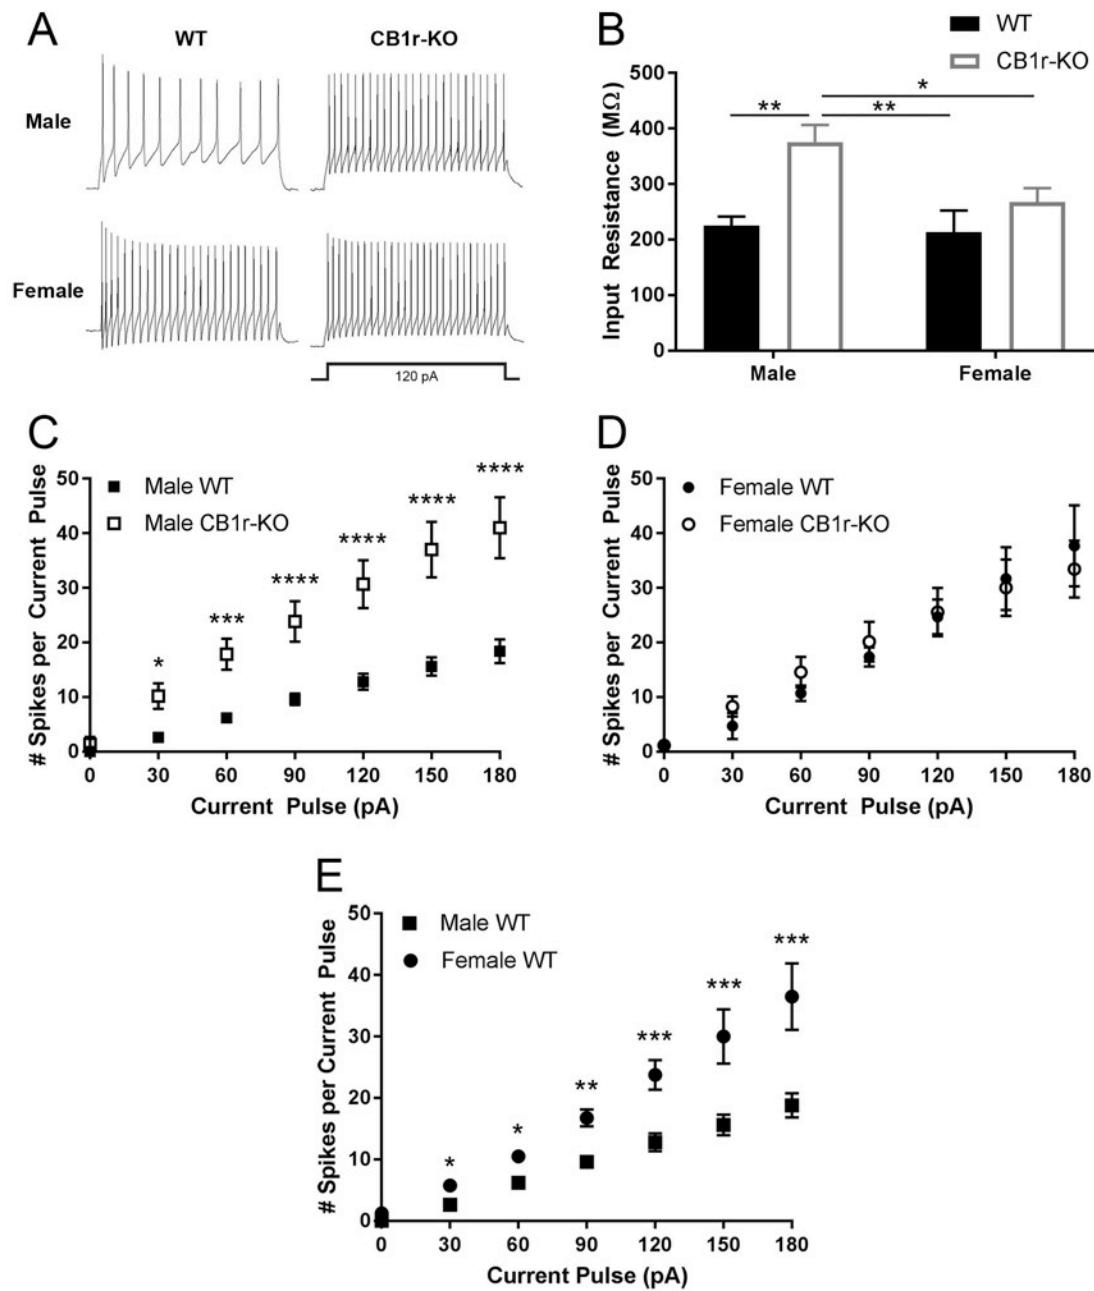 A
WT
CB1r-KO
Male
Female
120 pA
B
WT
CB1r-KO
Input Resistance (MΩ)
500
400
300
200
100
0
**
**
*
Male
Female
C
# Spikes per Current Pulse
50
40
30
20
10
0
Male WT
Male CB1r-KO
*
***
****
****
****
****
0 30 60 90 120 150 180
Current Pulse (pA)
D
# Spikes per Current Pulse
50
40
30
20
10
0
Female WT
Female CB1r-KO
0 30 60 90 120 150 180
Current Pulse (pA)
E
# Spikes per Current Pulse
50
40
30
20
10
0
Male WT
Female WT
*
*
**
***
***
***
0 30 60 90 120 150 180
Current Pulse (pA)